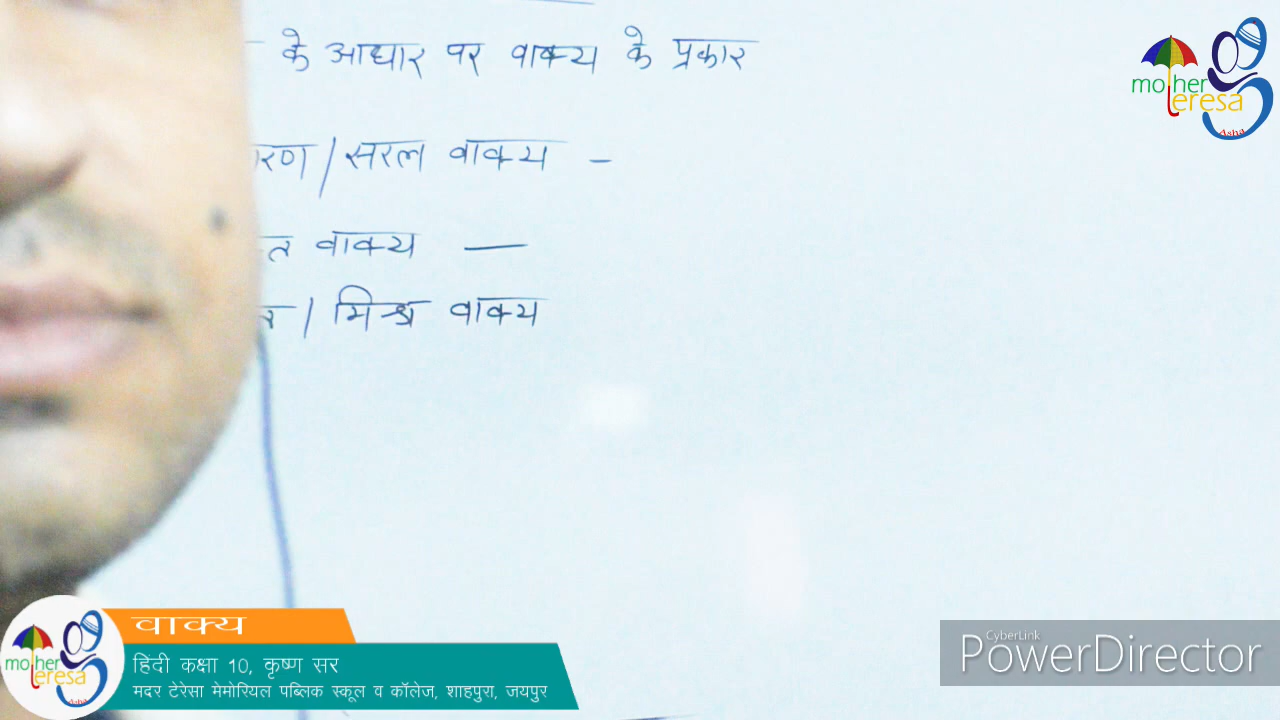 के आधार पर वाक्य के प्रकार
/ सरल वाक्य –
वाक्य —
/ मिश्र वाक्य
mother
teresa
Asha
वाक्य
हिंदी कक्षा 10, कृष्ण सर
मदर टेरेसा मेमोरियल पब्लिक स्कूल व कॉलेज, शाहपुरा, जयपुर
mother
teresa
Asha
CyberLink
PowerDirector